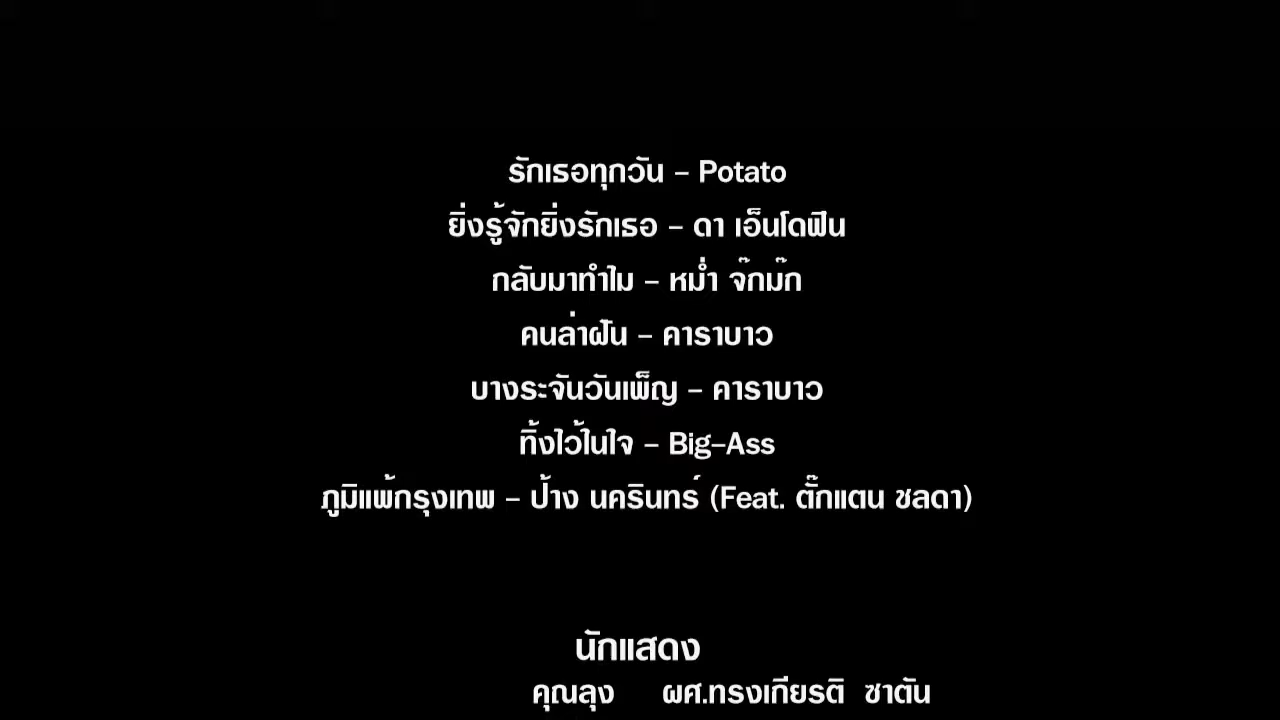 รักเธอทุกวัน – Potato
ยิ่งรู้จักยิ่งรักเธอ – ดา เอ็นโดฟิน
กลับมาทำไม – หม่ำ จ๊กม๊ก
คนล่าฝัน – คาราบาว
บางระจันวันเพ็ญ – คาราบาว
ทิ้งไว้ในใจ – Big–Ass
ภูมิแพ้กรุงเทพ – ป้าง นครินทร์ (Feat. ตั๊กแตน ชลดา)
นักแสดง
คุณลุง ผศ.ทรงเกียรติ ซาตัน